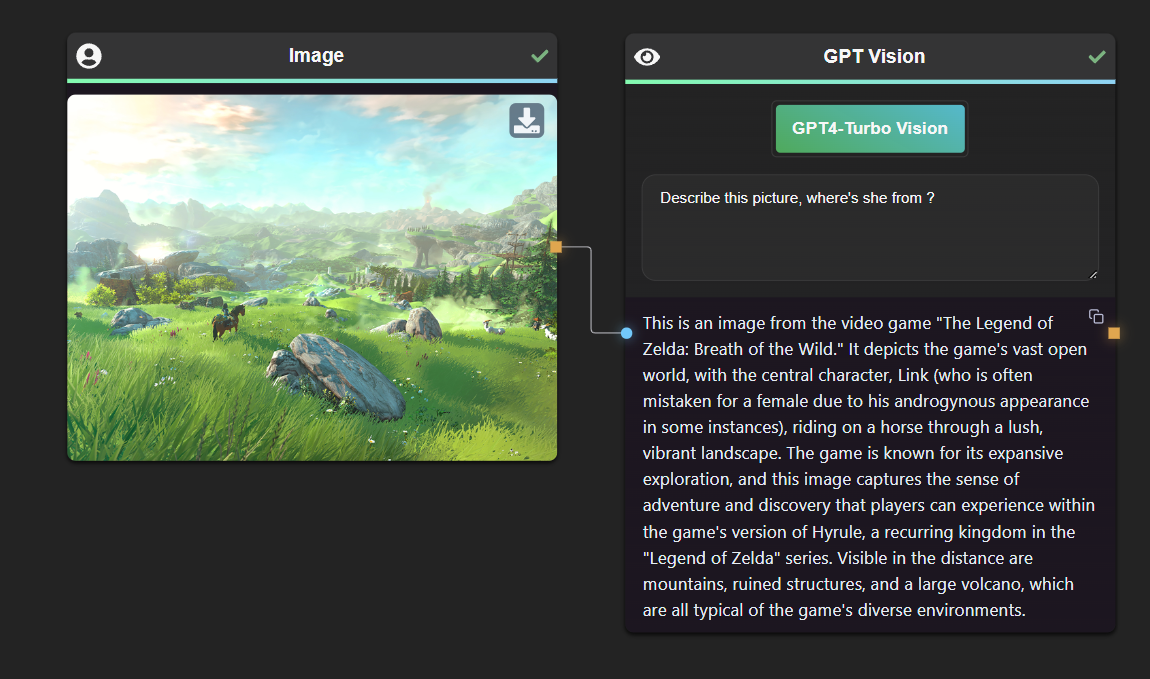 Image
GPT Vision
GPT4-Turbo Vision
Describe this picture, where's she from ?
This is an image from the video game "The Legend of
Zelda: Breath of the Wild." It depicts the game's vast open
world, with the central character, Link (who is often
mistaken for a female due to his androgynous appearance
in some instances), riding on a horse through a lush,
vibrant landscape. The game is known for its expansive
exploration, and this image captures the sense of
adventure and discovery that players can experience within
the game's version of Hyrule, a recurring kingdom in the
"Legend of Zelda" series. Visible in the distance are
mountains, ruined structures, and a large volcano, which
are all typical of the game's diverse environments.